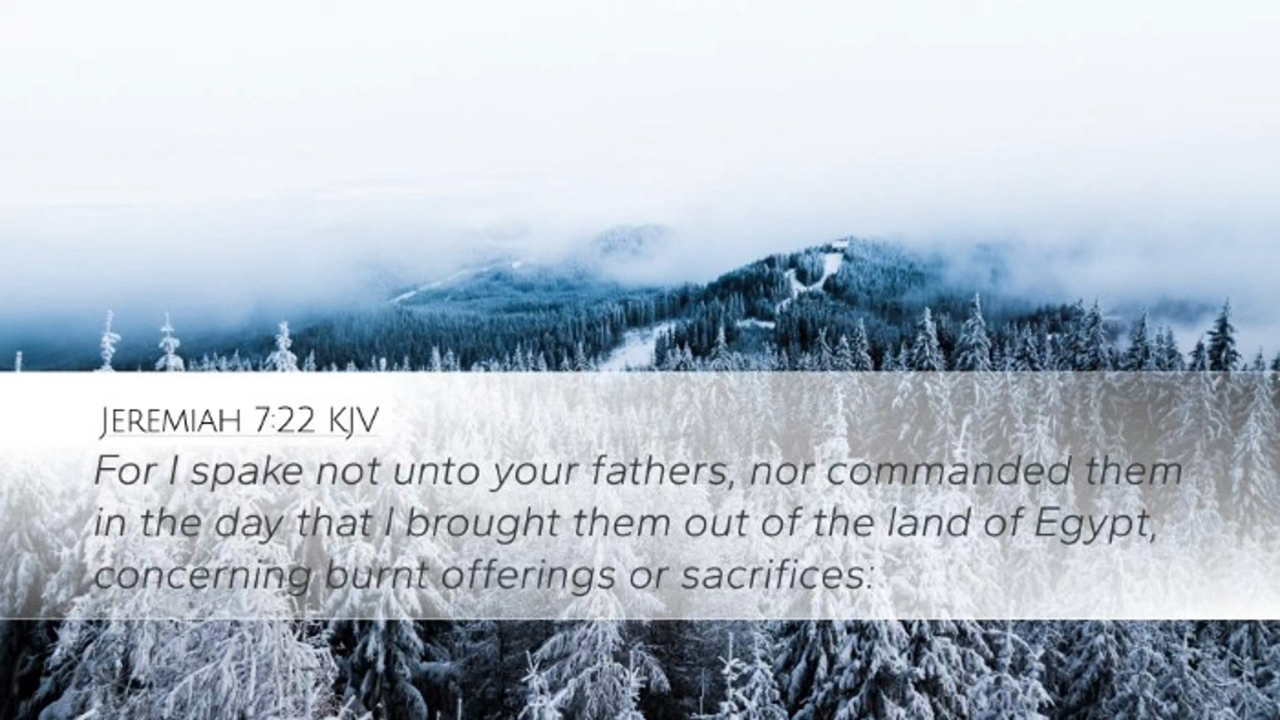 Jeremiah 7:22 KJV
For I spake not unto your fathers, nor commanded them
in the day that I brought them out of the land of Egypt,
concerning burnt offerings or sacrifices: